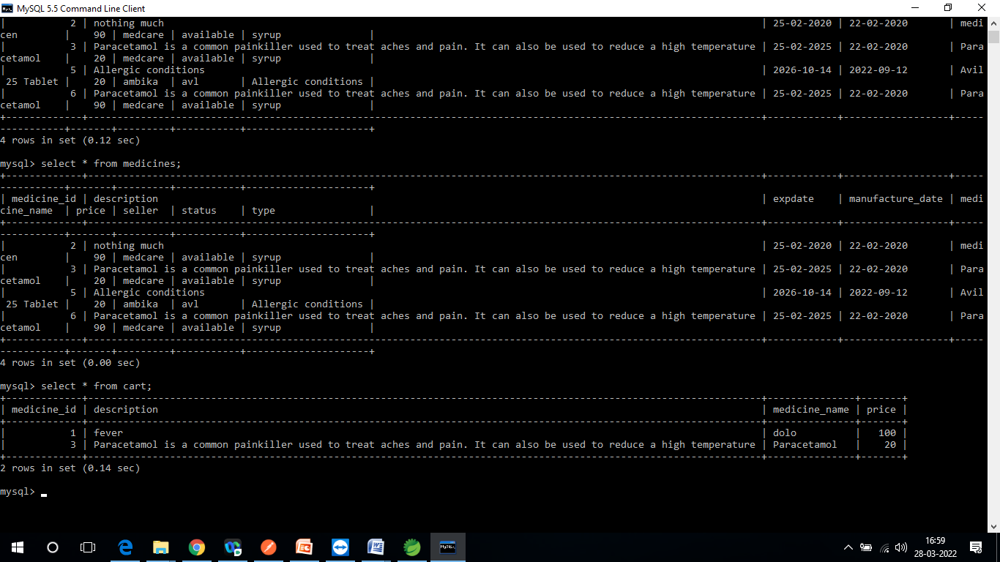 MySQL 5.5 Command Line Client
|           2 | nothing much                                                                                                      | 25-02-2020 | 22-02-2020       | medi
cen        |    90 | medcare | available | syrup               |
|           3 | Paracetamol is a common painkiller used to treat aches and pain. It can also be used to reduce a high temperature | 25-02-2025 | 22-02-2020       | Para
cetamol    |    20 | medcare | available | syrup               |
|           5 | Allergic conditions                                                                                               | 2026-10-14 | 2022-09-12       | Avil
 25 Tablet |    20 | ambika  | avl       | Allergic conditions |
|           6 | Paracetamol is a common painkiller used to treat aches and pain. It can also be used to reduce a high temperature | 25-02-2025 | 22-02-2020       | Para
cetamol    |    90 | medcare | available | syrup               |
4 rows in set (0.12 sec)
mysql> select * from medicines;
| medicine_id | description                                                                                                       | expdate    | manufacture_date | medi
cine_name  | price | seller  | status    | type                |
|           2 | nothing much                                                                                                      | 25-02-2020 | 22-02-2020       | medi
cen        |    90 | medcare | available | syrup               |
|           3 | Paracetamol is a common painkiller used to treat aches and pain. It can also be used to reduce a high temperature | 25-02-2025 | 22-02-2020       | Para
cetamol    |    20 | medcare | available | syrup               |
|           5 | Allergic conditions                                                                                               | 2026-10-14 | 2022-09-12       | Avil
 25 Tablet |    20 | ambika  | avl       | Allergic conditions |
|           6 | Paracetamol is a common painkiller used to treat aches and pain. It can also be used to reduce a high temperature | 25-02-2025 | 22-02-2020       | Para
cetamol    |    90 | medcare | available | syrup               |
4 rows in set (0.00 sec)
mysql> select * from cart;
| medicine_id | description                                                                                                       | medicine_name | price |
|           1 | fever                                                                                                             | dolo          |   100 |
|           3 | Paracetamol is a common painkiller used to treat aches and pain. It can also be used to reduce a high temperature | Paracetamol   |    20 |
2 rows in set (0.14 sec)
mysql>
16:59
28-03-2022